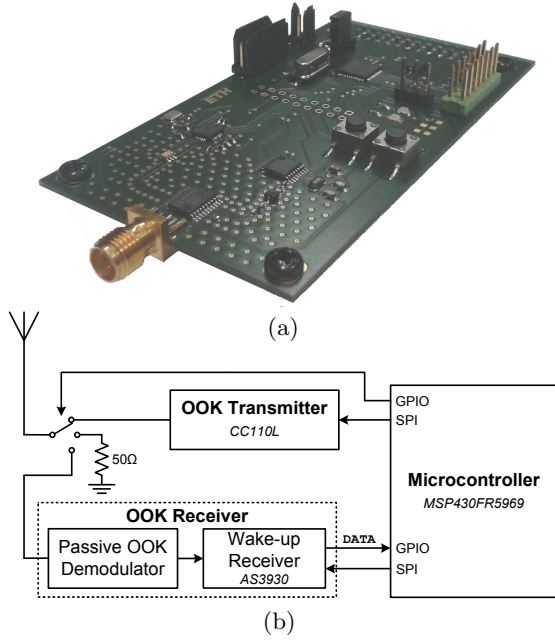 ETH
(a)
OOK Transmitter
CC110L
GPIO
SPI
50Ω
Microcontroller
MSP430FR5969
OOK Receiver
Passive OOK
Demodulator
Wake-up
Receiver
AS3930
DATA
GPIO
SPI
(b)